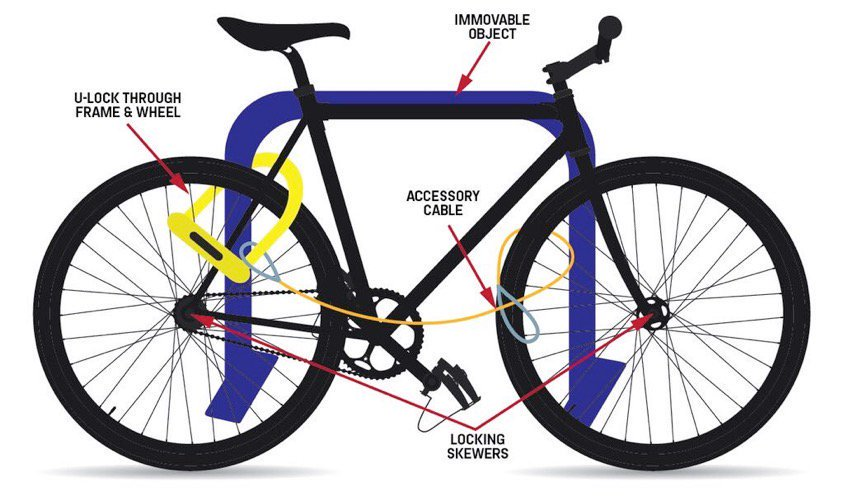 IMMOVABLE
OBJECT
U-LOCK THROUGH
FRAME & WHEEL
ACCESSORY
CABLE
LOCKING
SKEWERS